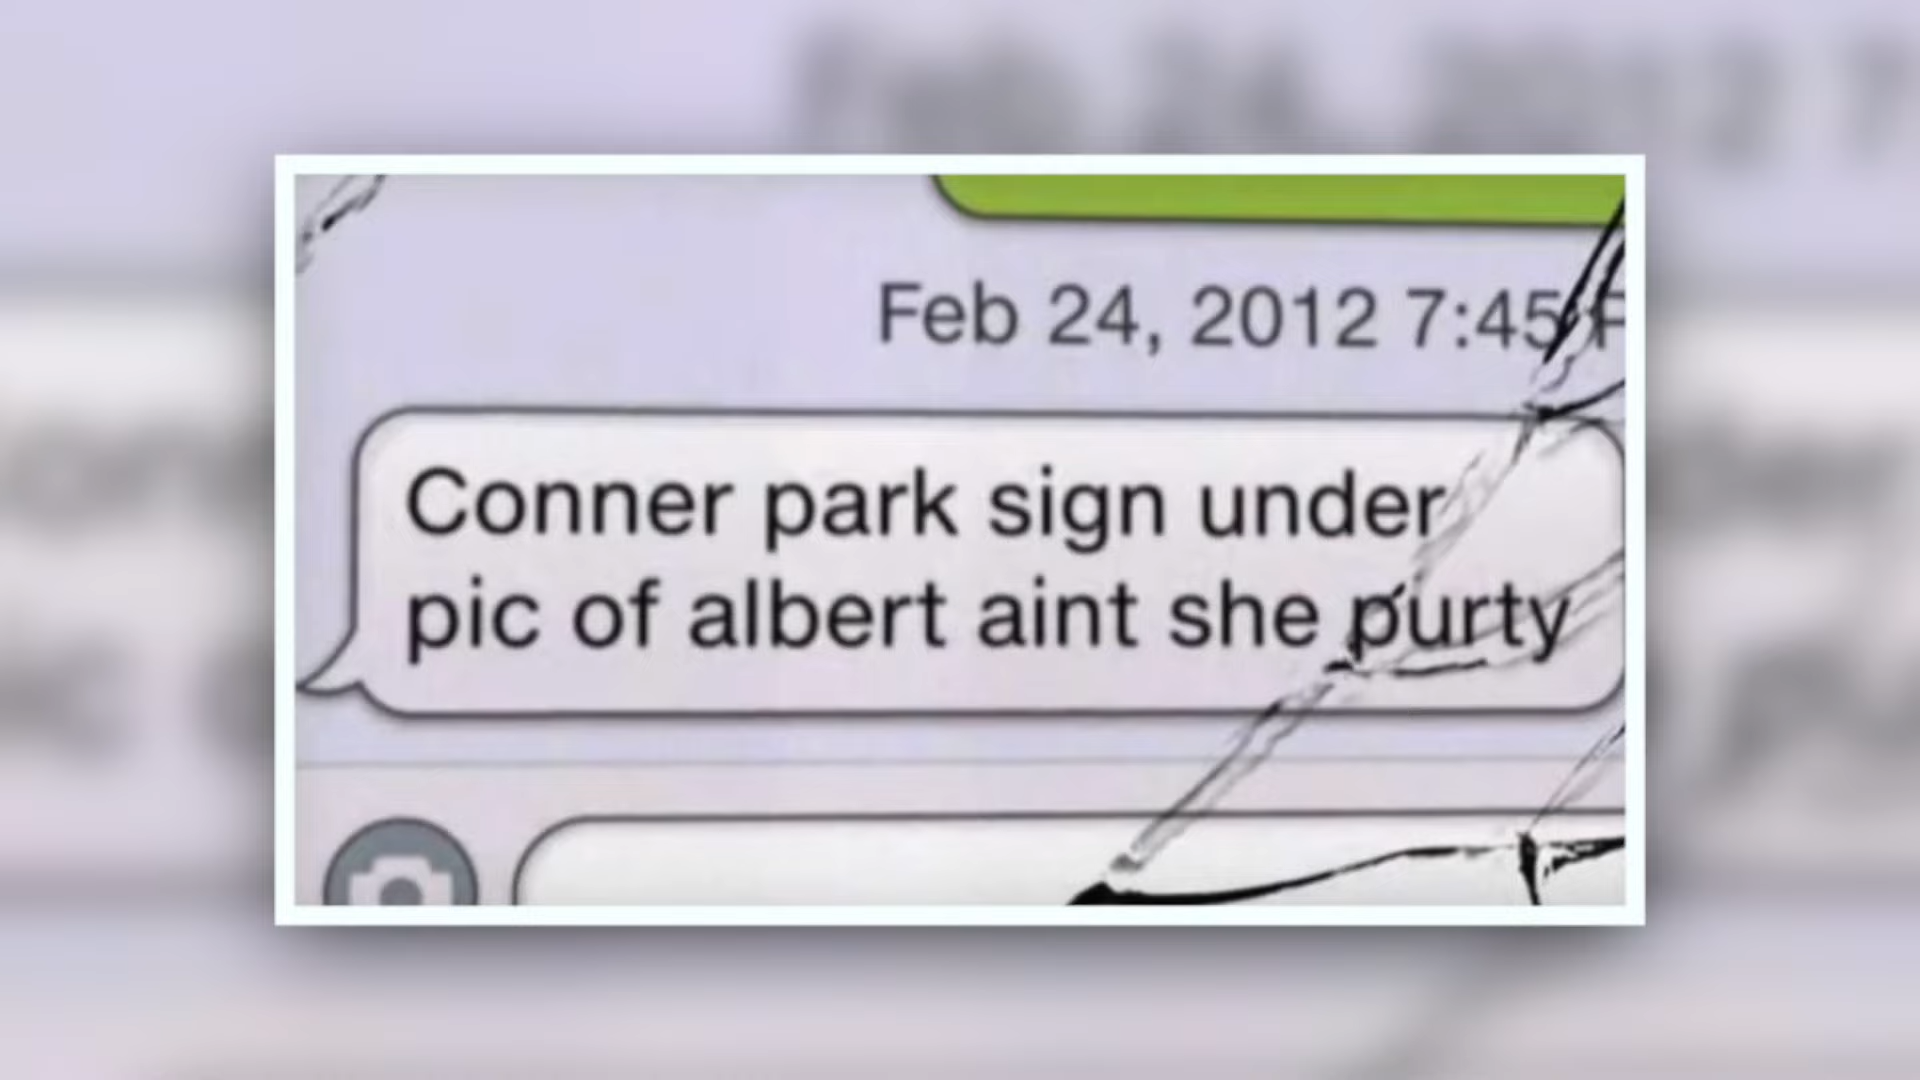 Feb 24, 2012 7:45 P
Conner park sign under
pic of albert aint she purty